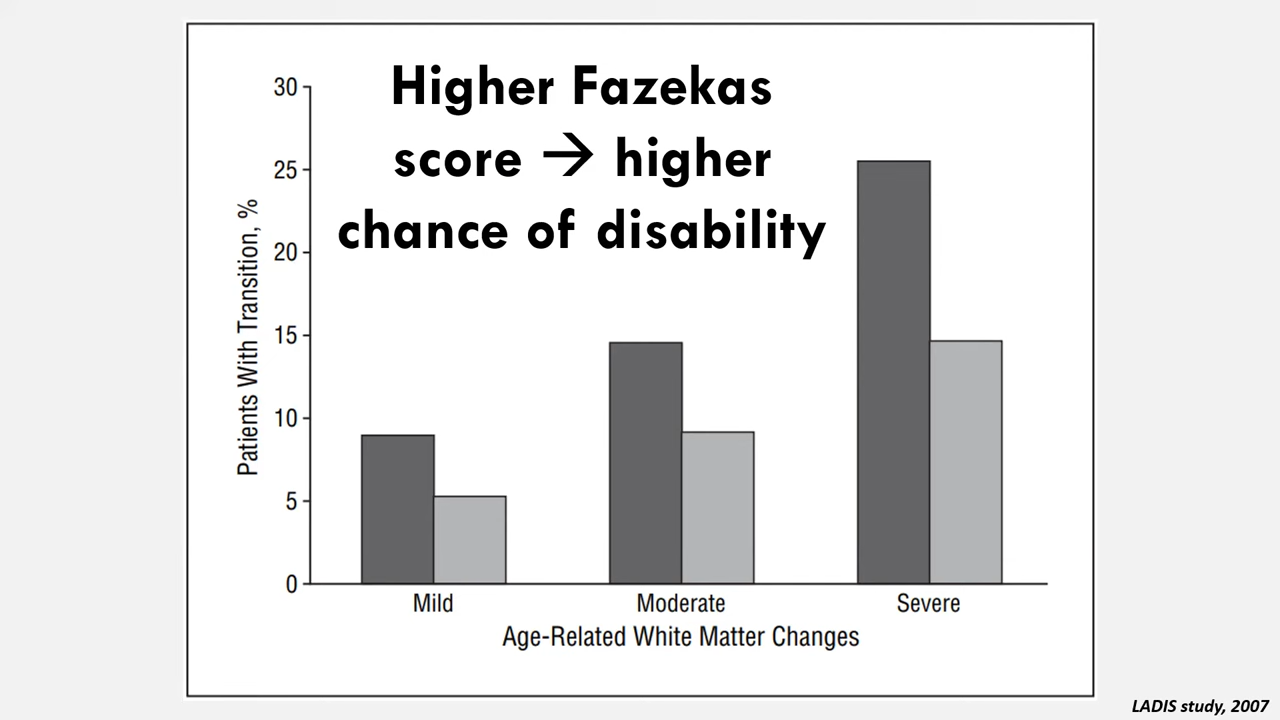 Higher Fazekas
score → higher
chance of disability
30
25
20
15
10
5
0
Patients With Transition, %
Mild
Moderate
Severe
Age-Related White Matter Changes
LADIS study, 2007